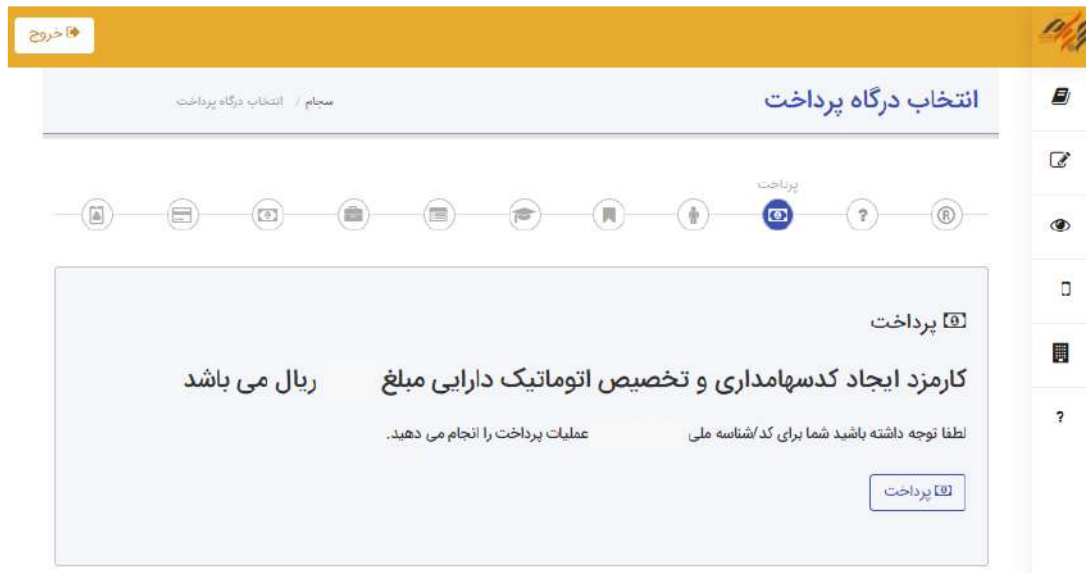 خروج
انتخاب درگاه پرداخت
سجام / انتخاب درگاه پرداخت
پرداخت
®
?
پرداخت
کارمزد ایجاد کدسهامداری و تخصیص اتوماتیک دارایی مبلغ ریال می باشد
لطفا توجه داشته باشید شما برای کد/شناسه ملی عملیات پرداخت را انجام می دهید.
پرداخت
?